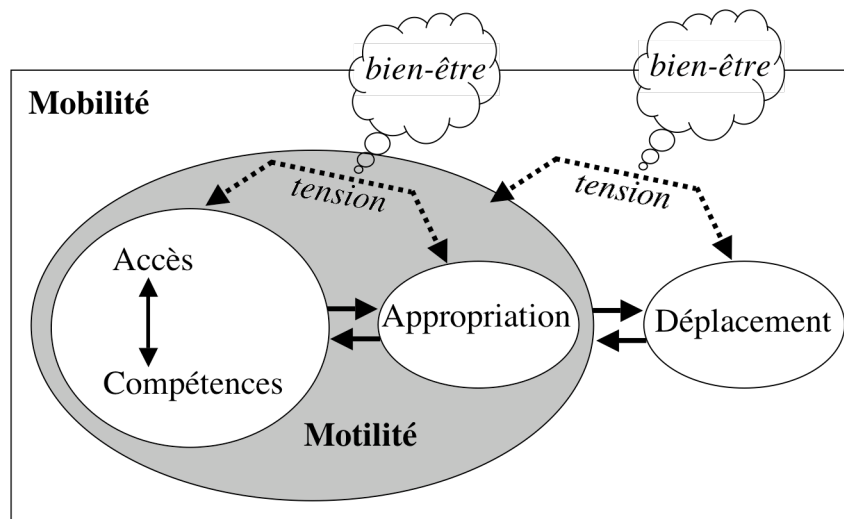 bien-être
bien-être
Mobilité
tension
tension
Accès
Appropriation
Déplacement
Compétences
Motilité